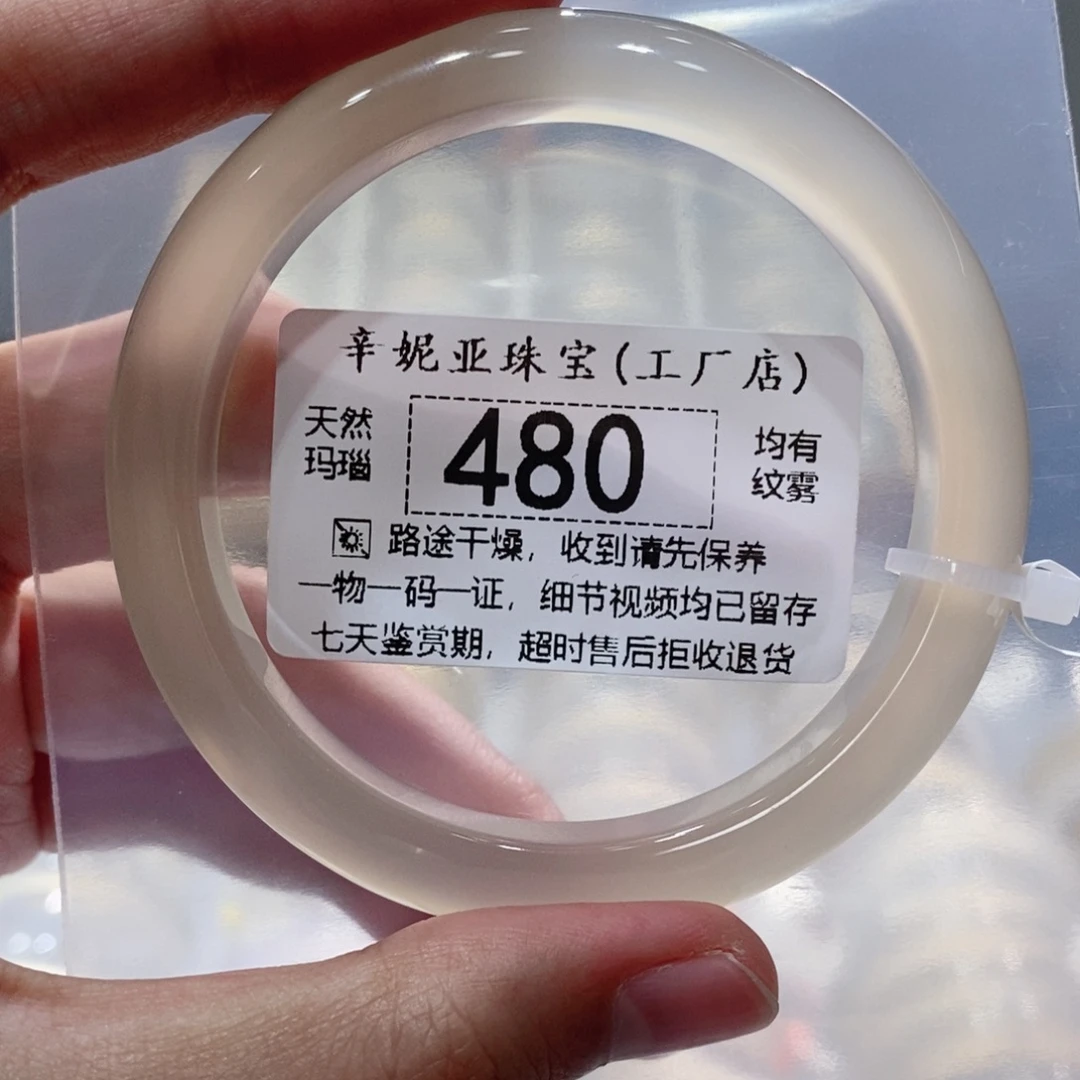 辛妮亚珠宝(工厂店)
天然
玛瑙
480
均有
纹雾
路途干燥，收到请先保养
一物一码一证，细节视频均已留存
七天鉴赏期，超时售后拒收退货